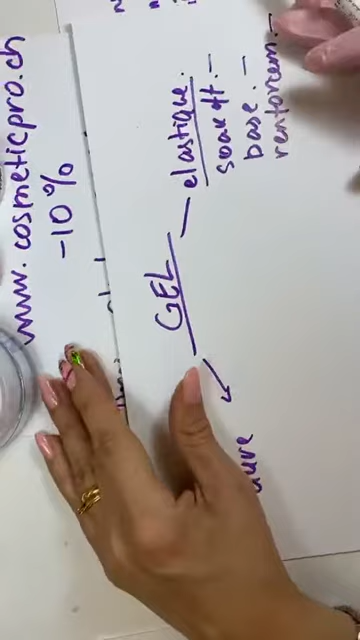 www.cosmeticpro.ch
-10%
GEL
elastique. -
soak off. -
base. -
renforcem. -